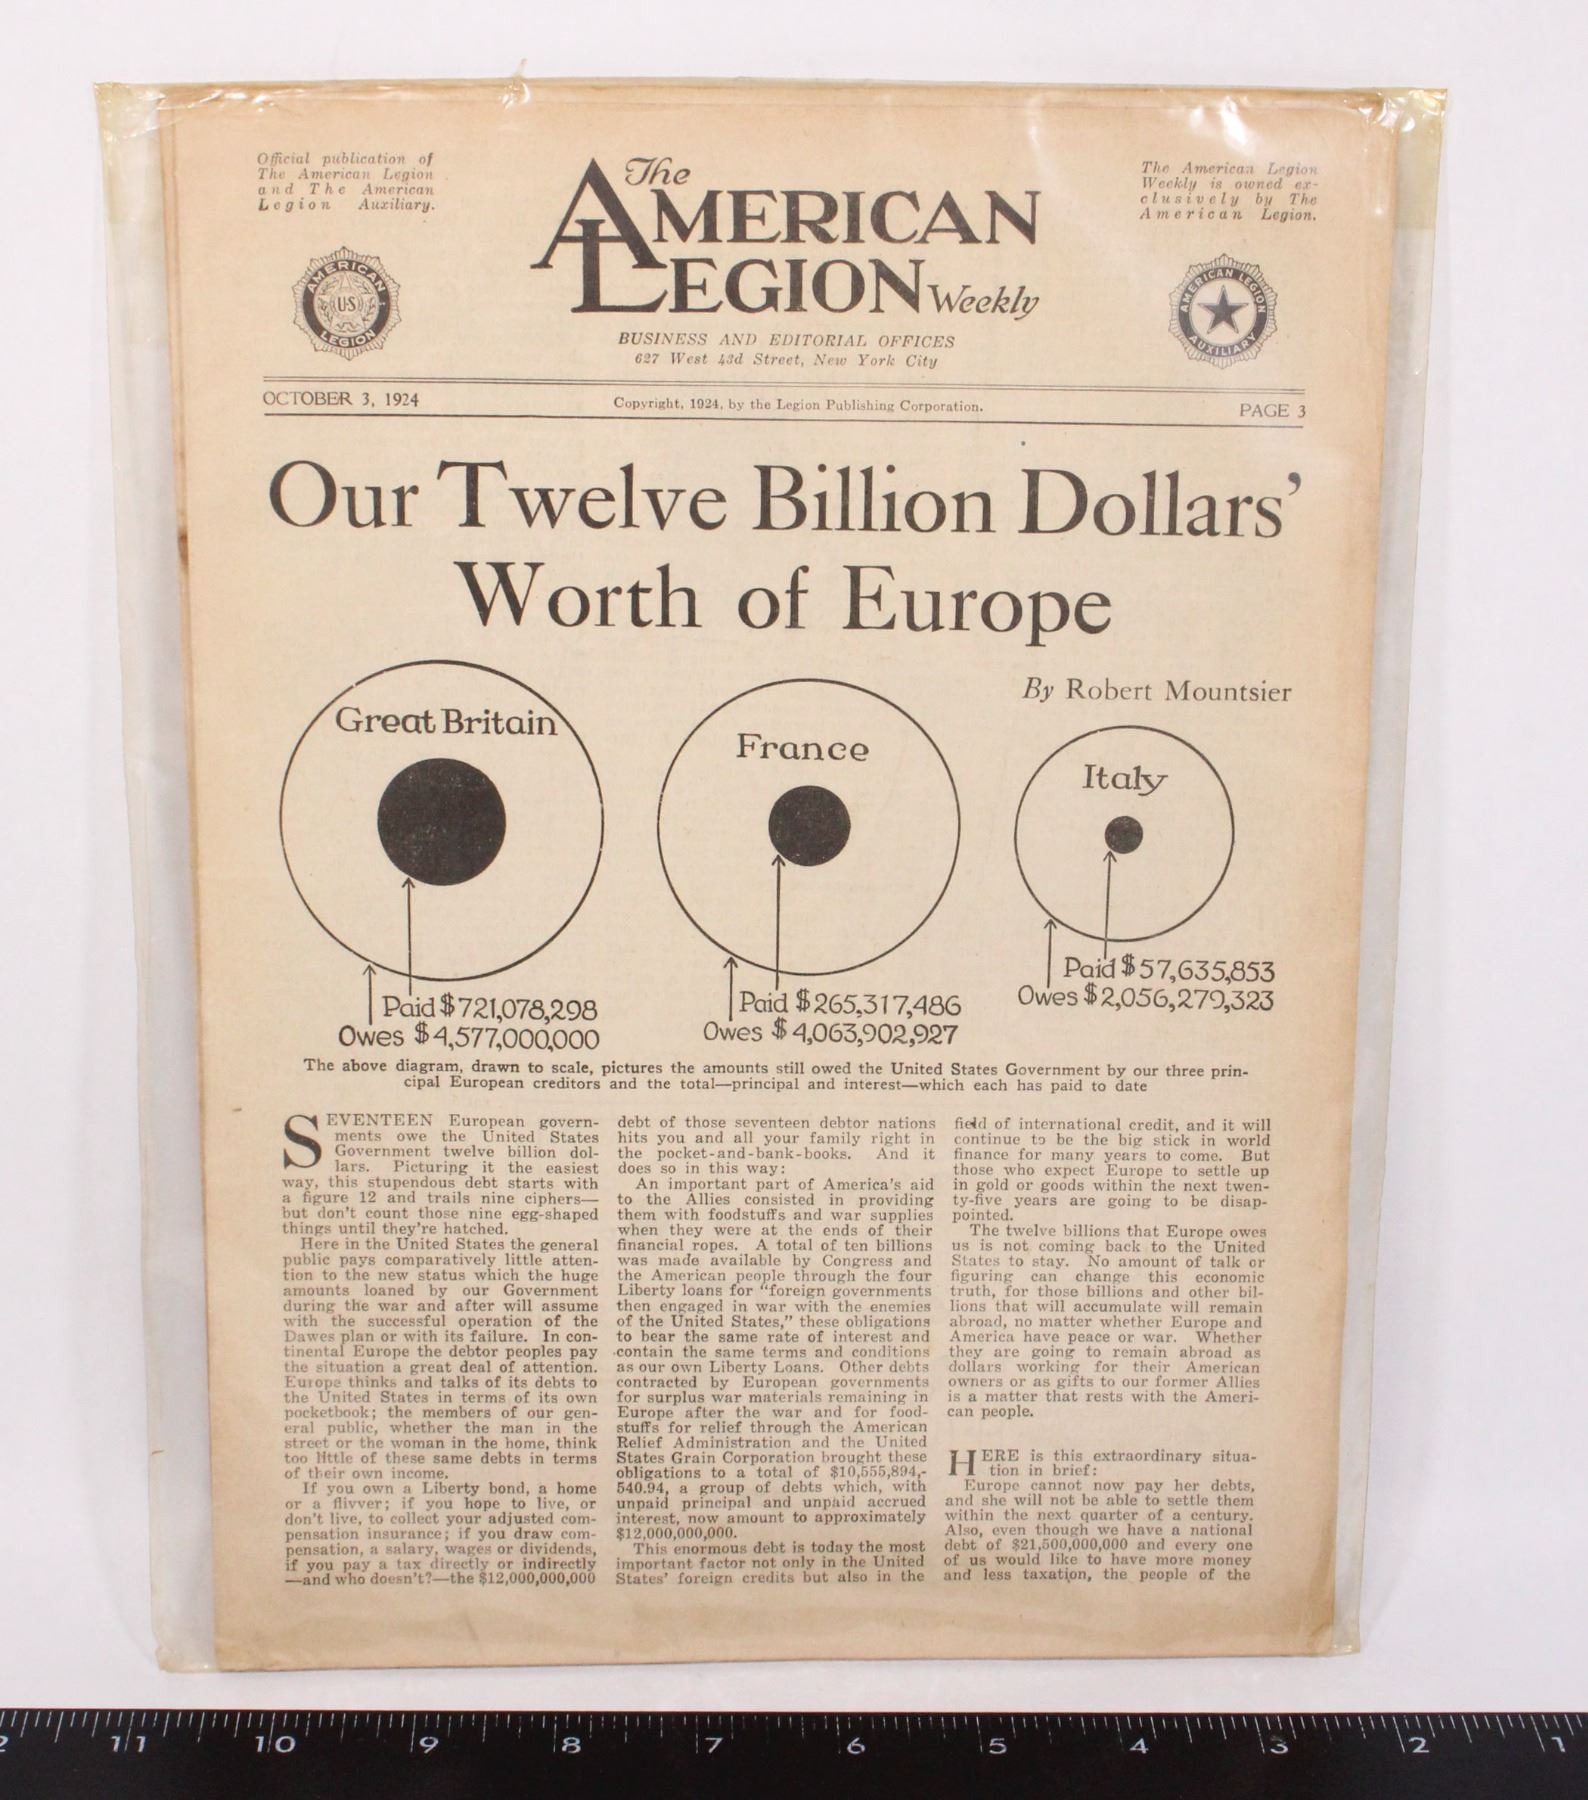 Official publication of
The American Legion
and The American
Legion Auxiliary.
The
AMERICAN
LEGION Weekly
The American Legion
Weekly is owned ex-
clusively by The
American Legion.
AMERICAN
US
LEGION
AMERICAN LEGION
AUXILIARY
BUSINESS AND EDITORIAL OFFICES
627 West 43d Street, New York City
OCTOBER 3, 1924
Copyright, 1924, by the Legion Publishing Corporation.
PAGE 3
Our Twelve Billion Dollars'
Worth of Europe
By Robert Mountsier
Great Britain
Paid $721,078,298
Owes $4,577,000,000
France
Paid $265,317,486
Owes $4,063,902,927
Italy
Paid $57,635,853
Owes $2,056,279,323
The above diagram, drawn to scale, pictures the amounts still owed the United States Government by our three prin-
cipal European creditors and the total—principal and interest—which each has paid to date
SEVENTEEN European govern-
ments owe the United States
Government twelve billion dol-
lars. Picturing it the easiest
way, this stupendous debt starts with
a figure 12 and trails nine ciphers—
but don't count those nine egg-shaped
things until they're hatched.
Here in the United States the general
public pays comparatively little atten-
tion to the new status which the huge
amounts loaned by our Government
during the war and after will assume
with the successful operation of the
Dawes plan or with its failure. In con-
tinental Europe the debtor peoples pay
the situation a great deal of attention.
Europe thinks and talks of its debts to
the United States in terms of its own
pocketbook; the members of our gen-
eral public, whether the man in the
street or the woman in the home, think
too little of these same debts in terms
of their own income.
If you own a Liberty bond, a home
or a flivver; if you hope to live, or
don't live, to collect your adjusted com-
pensation insurance; if you draw com-
pensation, a salary, wages or dividends,
if you pay a tax directly or indirectly
—and who doesn't?—the $12,000,000,000
debt of those seventeen debtor nations
hits you and all your family right in
the pocket-and-bank-books. And it
does so in this way:
An important part of America's aid
to the Allies consisted in providing
them with foodstuffs and war supplies
when they were at the ends of their
financial ropes. A total of ten billions
was made available by Congress and
the American people through the four
Liberty loans for "foreign governments
then engaged in war with the enemies
of the United States," these obligations
to bear the same rate of interest and
contain the same terms and conditions
as our own Liberty Loans. Other debts
contracted by European governments
for surplus war materials remaining in
Europe after the war and for food-
stuffs for relief through the American
Relief Administration and the United
States Grain Corporation brought these
obligations to a total of $10,555,894,-
540.94, a group of debts which, with
unpaid principal and unpaid accrued
interest, now amount to approximately
$12,000,000,000.
This enormous debt is today the most
important factor not only in the United
States' foreign credits but also in the
field of international credit, and it will
continue to be the big stick in world
finance for many years to come. But
those who expect Europe to settle up
in gold or goods within the next twen-
ty-five years are going to be disap-
pointed.
The twelve billions that Europe owes
us is not coming back to the United
States to stay. No amount of talk or
figuring can change this economic
truth, for those billions and other bil-
lions that will accumulate will remain
abroad, no matter whether Europe and
America have peace or war. Whether
they are going to remain abroad as
dollars working for their American
owners or as gifts to our former Allies
is a matter that rests with the Ameri-
can people.
HERE is this extraordinary situa-
tion in brief:
Europe cannot now pay her debts,
and she will not be able to settle them
within the next quarter of a century.
Also, even though we have a national
debt of $21,500,000,000 and every one
of us would like to have more money
and less taxation, the people of the
2 11 10 9 8 7 6 5 4 3 2 1